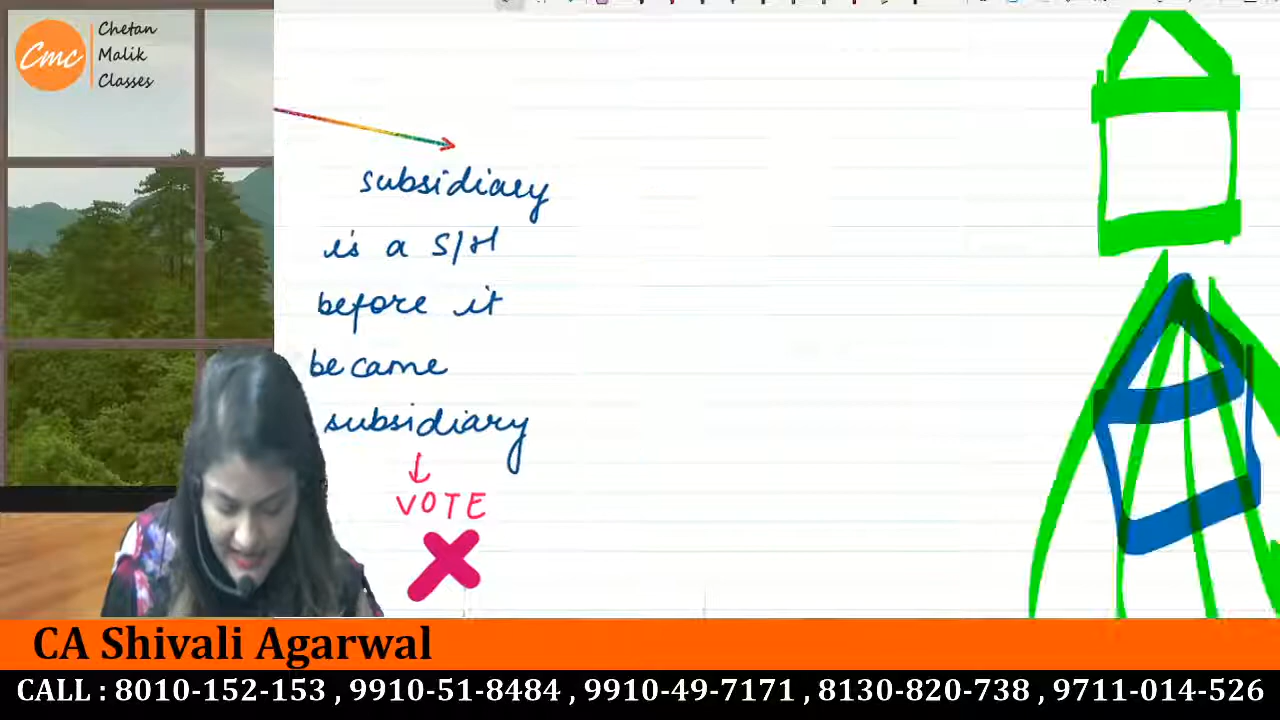 Chetan
Malik
Classes
Cmc
subsidiary
is a S/H
before it
became
subsidiary
VOTE
CA Shivali Agarwal
CALL : 8010-152-153 , 9910-51-8484 , 9910-49-7171 , 8130-820-738 , 9711-014-526